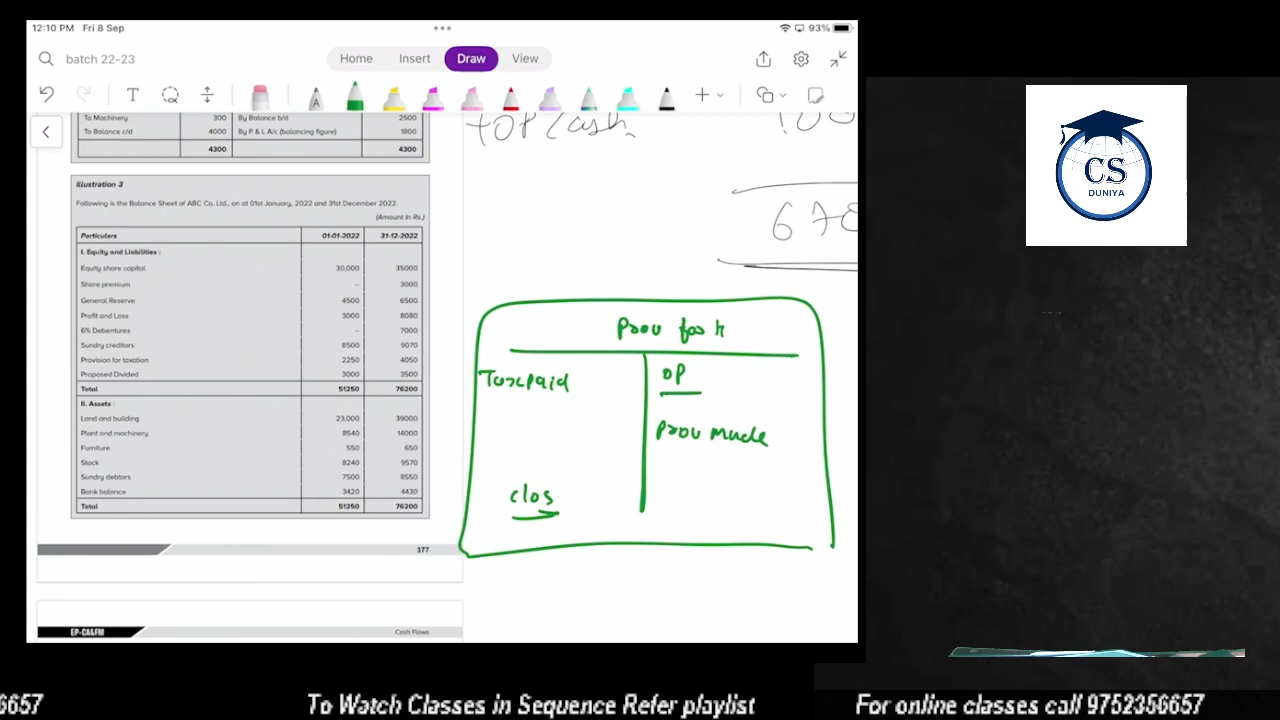 12:10 PM Fri 8 Sep
93%
batch 22-23
Home Insert Draw View
To Machinery 300 By Balance b/d 2500
To Balance c/d 4000 By P & L A/c (balancing figure) 1800
4300 4300
Illustration 3
Following is the Balance Sheet of ABC Co. Ltd., on at 01st January, 2022 and 31st December 2022.
(Amount in Rs.)
Particulars 01-01-2022 31-12-2022
I. Equity and Liabilities :
Equity share capital 30,000 35000
Share premium – 3000
General Reserve 4500 6500
Profit and Loss 3000 8080
6% Debentures – 7000
Sundry creditors 8500 9070
Provision for taxation 2250 4050
Proposed Divided 3000 3500
Total 51250 76200
II. Assets :
Land and building 23,000 39000
Plant and machinery 8540 14000
Furniture 550 650
Stock 8240 9570
Sundry debtors 7500 8550
Bank balance 3420 4430
Total 51250 76200
377
EP-CA&FM Cash Flows
cash
678
Prov for
Tax paid
op
Prov made
clos
CS
DUNIYA
6657 To Watch Classes in Sequence Refer playlist For online classes call 9752356657